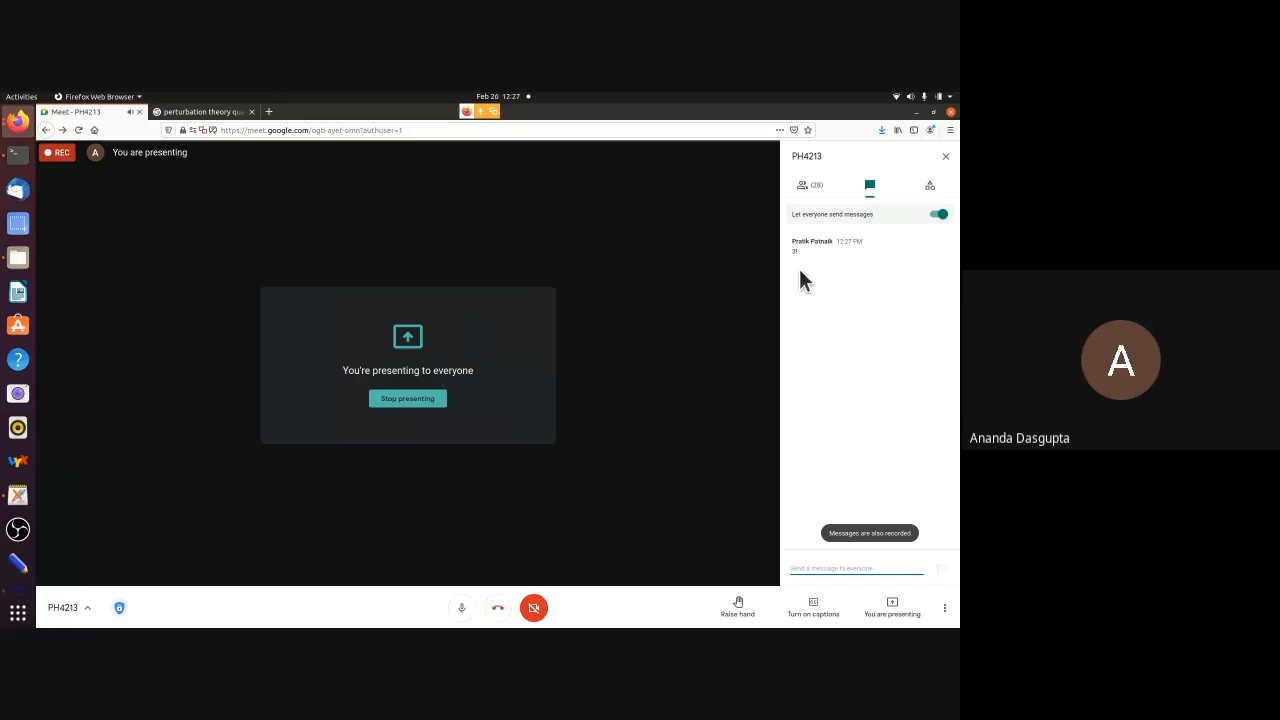 Activities
Firefox Web Browser
Feb 26 12:27
Meet - PH4213
perturbation theory qua
https://meet.google.com/ogb-ayef-omn?authuser=1
REC
A
You are presenting
PH4213
(28)
Let everyone send messages
Pratik Patnaik 12:27 PM
3!
You're presenting to everyone
Stop presenting
A
Ananda Dasgupta
Messages are also recorded
Send a message to everyone
PH4213
Raise hand
Turn on captions
You are presenting